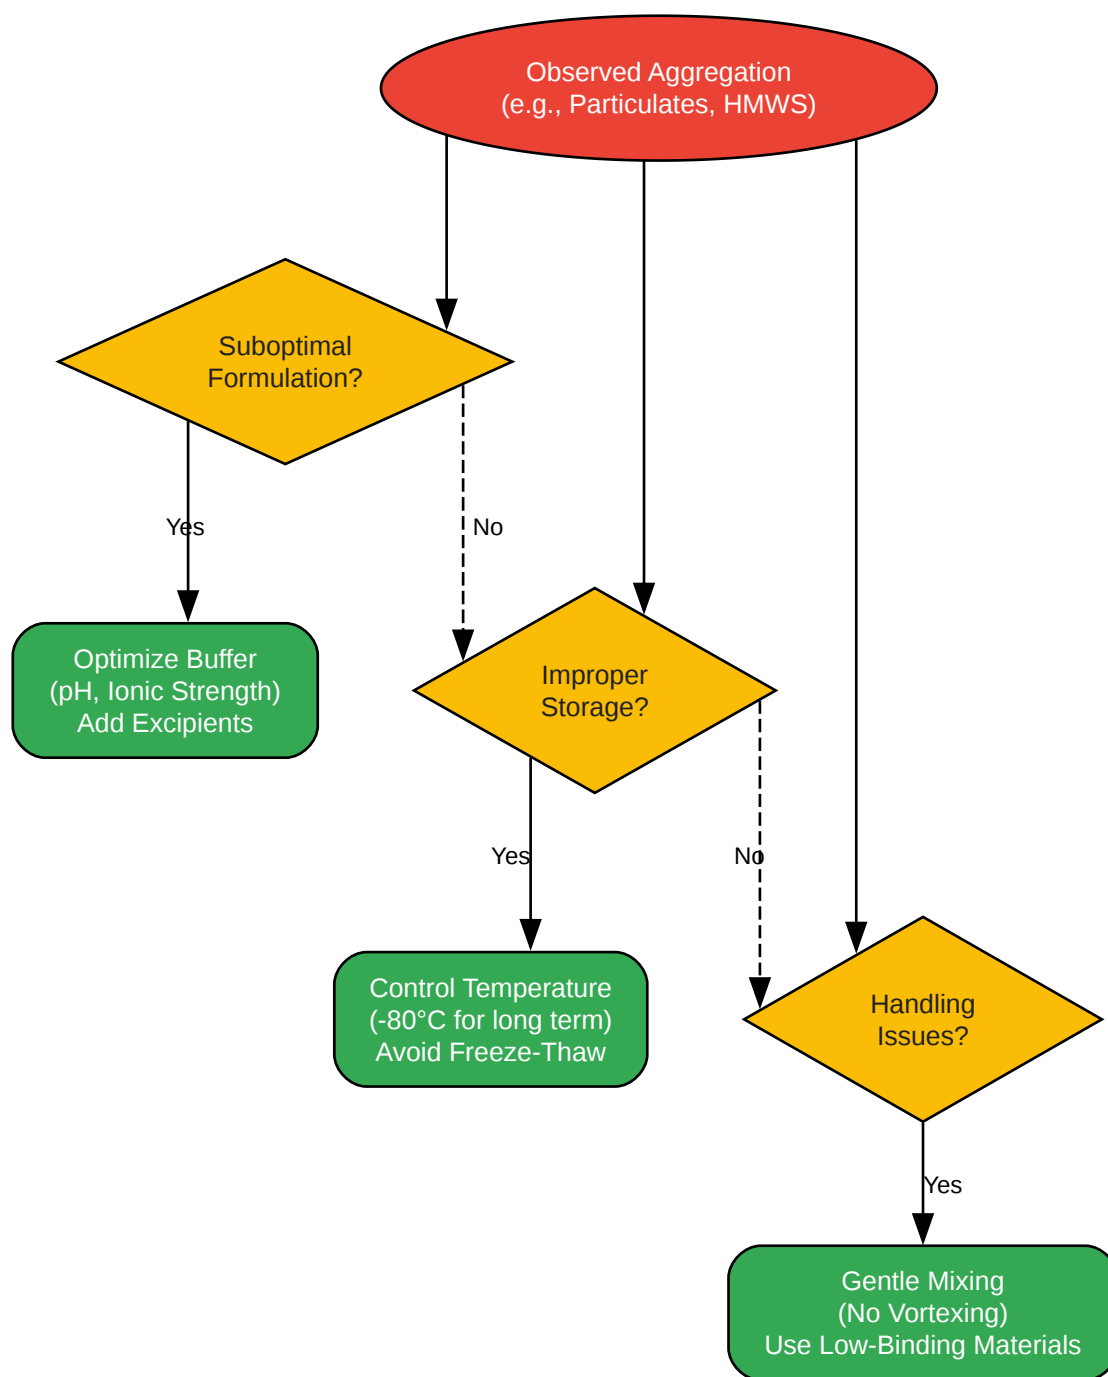 Observed Aggregation
(e.g., Particulates, HMWS)
Suboptimal
Formulation?
Yes
No
Optimize Buffer
(pH, Ionic Strength)
Add Excipients
Improper
Storage?
Yes
No
Control Temperature
(-80°C for long term)
Avoid Freeze-Thaw
Handling
Issues?
Yes
Gentle Mixing
(No Vortexing)
Use Low-Binding Materials